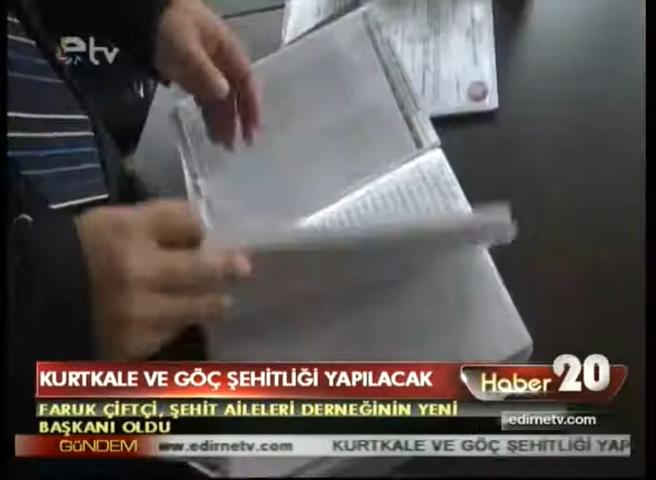 etv
KURTKALE VE GÖÇ ŞEHİTLİĞİ YAPILACAK
Haber 20
FARUK ÇİFTÇİ, ŞEHİT AİLELERİ DERNEĞİNİN YENİ
BAŞKANI OLDU
edirnetv.com
GÜNDEM www.edirnetv.com KURTKALE VE GÖÇ ŞEHİTLİĞİ YAP